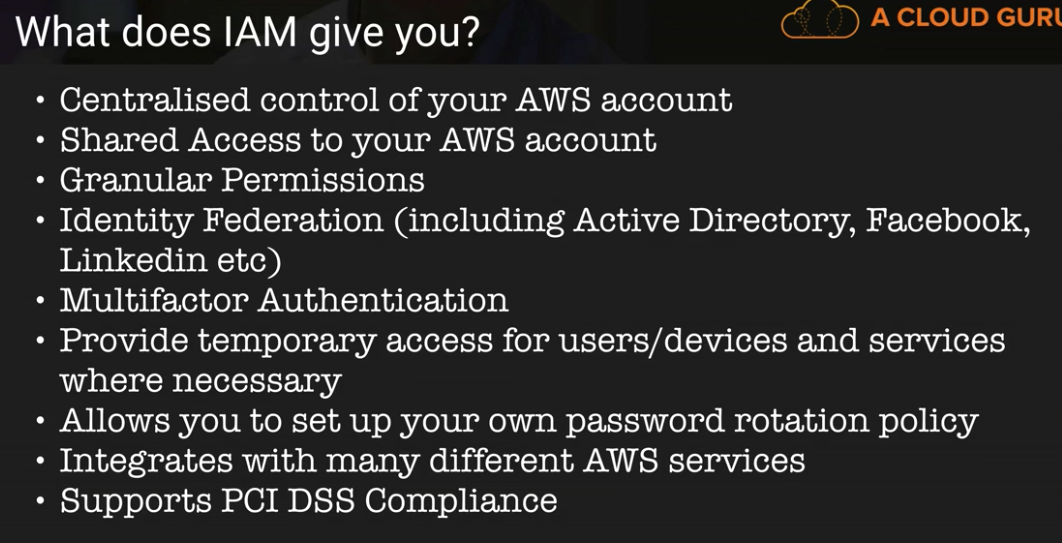 What does IAM give you?
A CLOUD GURU
• Centralised control of your AWS account
• Shared Access to your AWS account
• Granular Permissions
• Identity Federation (including Active Directory, Facebook,
Linkedin etc)
• Multifactor Authentication
• Provide temporary access for users/devices and services
where necessary
• Allows you to set up your own password rotation policy
• Integrates with many different AWS services
• Supports PCI DSS Compliance